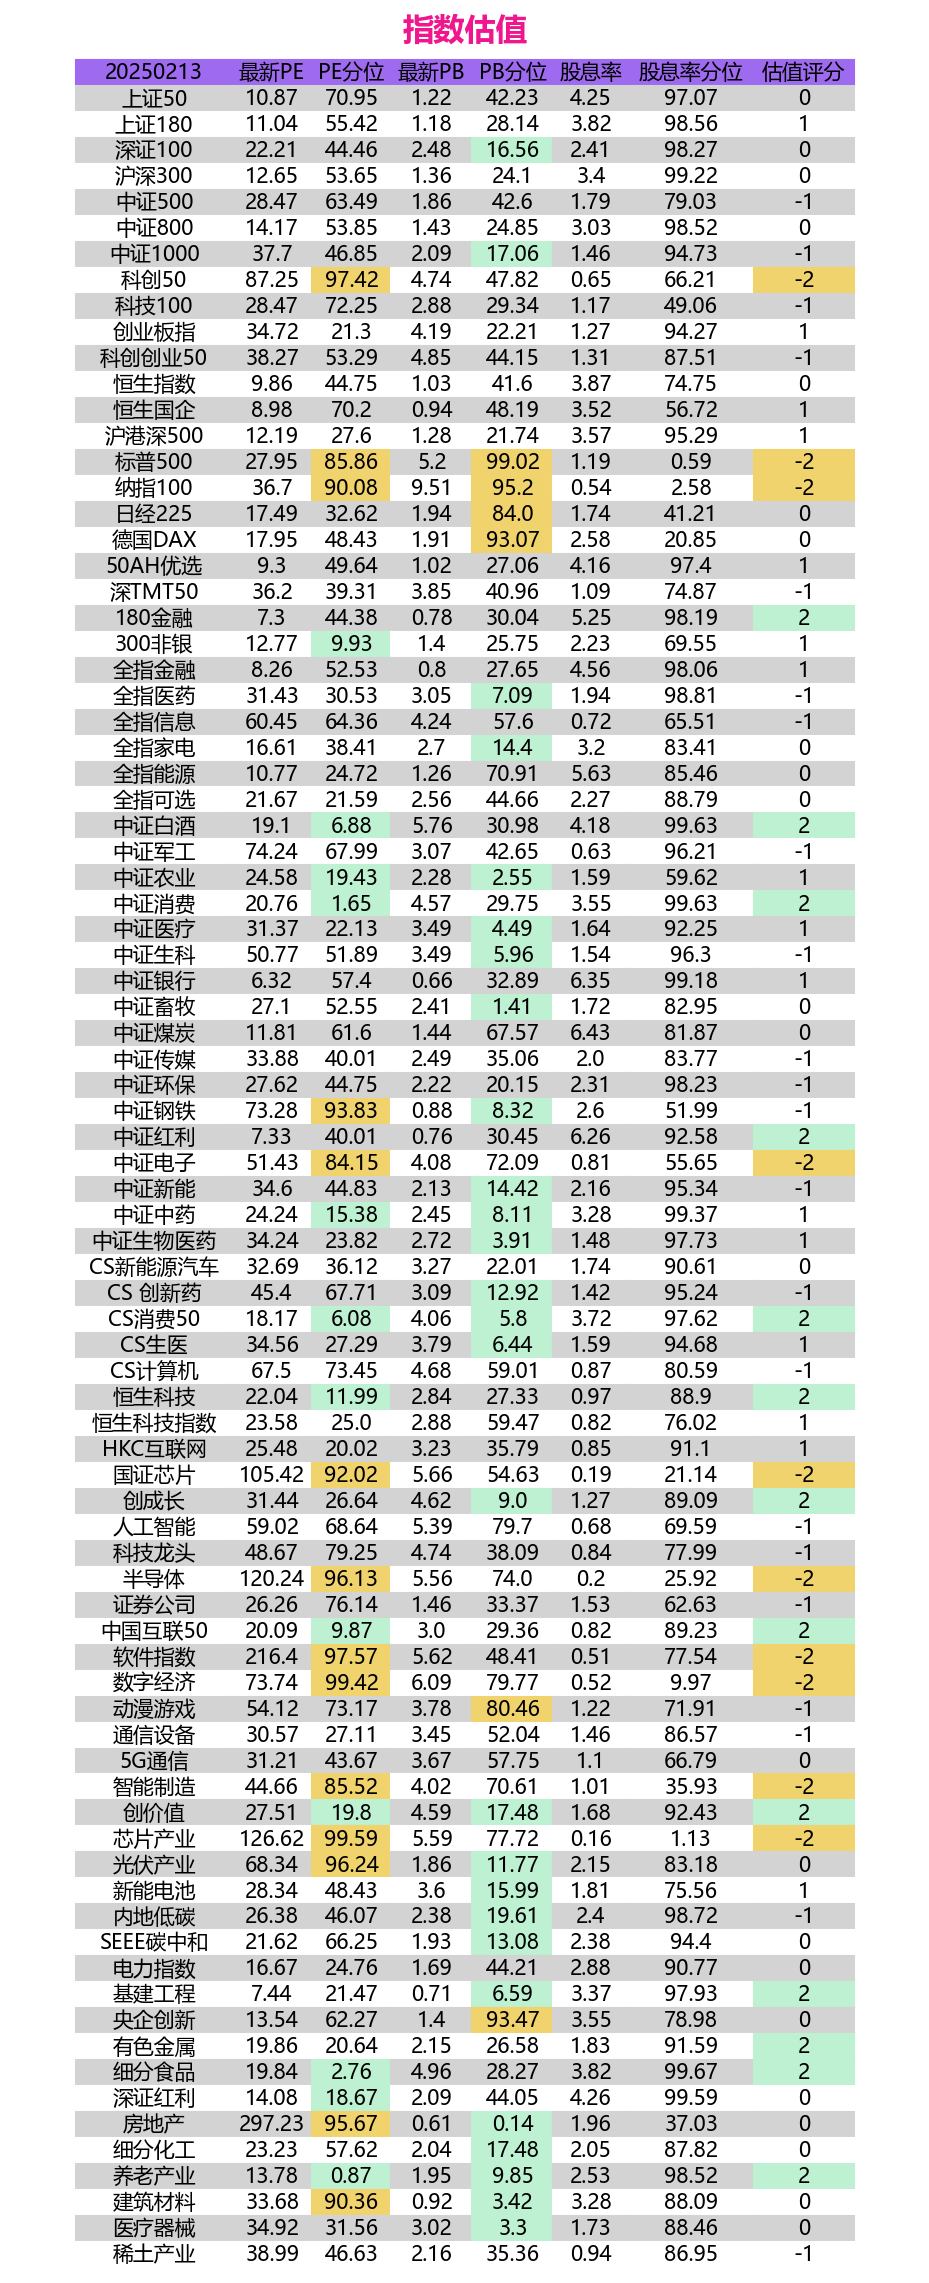 指数估值
20250213 最新PE PE分位 最新PB PB分位 股息率 股息率分位 估值评分
上证50 10.87 70.95 1.22 42.23 4.25 97.07 0
上证180 11.04 55.42 1.18 28.14 3.82 98.56 1
深证100 22.21 44.46 2.48 16.56 2.41 98.27 0
沪深300 12.65 53.65 1.36 24.1 3.4 99.22 0
中证500 28.47 63.49 1.86 42.6 1.79 79.03 -1
中证800 14.17 53.85 1.43 24.85 3.03 98.52 0
中证1000 37.7 46.85 2.09 17.06 1.46 94.73 -1
科创50 87.25 97.42 4.74 47.82 0.65 66.21 -2
科技100 28.47 72.25 2.88 29.34 1.17 49.06 -1
创业板指 34.72 21.3 4.19 22.21 1.27 94.27 1
科创创业50 38.27 53.29 4.85 44.15 1.31 87.51 -1
恒生指数 9.86 44.75 1.03 41.6 3.87 74.75 0
恒生国企 8.98 70.2 0.94 48.19 3.52 56.72 1
沪港深500 12.19 27.6 1.28 21.74 3.57 95.29 1
标普500 27.95 85.86 5.2 99.02 1.19 0.59 -2
纳指100 36.7 90.08 9.51 95.2 0.54 2.58 -2
日经225 17.49 32.62 1.94 84.0 1.74 41.21 0
德国DAX 17.95 48.43 1.91 93.07 2.58 20.85 0
50AH优选 9.3 49.64 1.02 27.06 4.16 97.4 1
深TMT50 36.2 39.31 3.85 40.96 1.09 74.87 -1
180金融 7.3 44.38 0.78 30.04 5.25 98.19 2
300非银 12.77 9.93 1.4 25.75 2.23 69.55 1
全指金融 8.26 52.53 0.8 27.65 4.56 98.06 1
全指医药 31.43 30.53 3.05 7.09 1.94 98.81 -1
全指信息 60.45 64.36 4.24 57.6 0.72 65.51 -1
全指家电 16.61 38.41 2.7 14.4 3.2 83.41 0
全指能源 10.77 24.72 1.26 70.91 5.63 85.46 0
全指可选 21.67 21.59 2.56 44.66 2.27 88.79 0
中证白酒 19.1 6.88 5.76 30.98 4.18 99.63 2
中证军工 74.24 67.99 3.07 42.65 0.63 96.21 -1
中证农业 24.58 19.43 2.28 2.55 1.59 59.62 1
中证消费 20.76 1.65 4.57 29.75 3.55 99.63 2
中证医疗 31.37 22.13 3.49 4.49 1.64 92.25 1
中证生科 50.77 51.89 3.49 5.96 1.54 96.3 -1
中证银行 6.32 57.4 0.66 32.89 6.35 99.18 1
中证畜牧 27.1 52.55 2.41 1.41 1.72 82.95 0
中证煤炭 11.81 61.6 1.44 67.57 6.43 81.87 0
中证传媒 33.88 40.01 2.49 35.06 2.0 83.77 -1
中证环保 27.62 44.75 2.22 20.15 2.31 98.23 -1
中证钢铁 73.28 93.83 0.88 8.32 2.6 51.99 -1
中证红利 7.33 40.01 0.76 30.45 6.26 92.58 2
中证电子 51.43 84.15 4.08 72.09 0.81 55.65 -2
中证新能 34.6 44.83 2.13 14.42 2.16 95.34 -1
中证中药 24.24 15.38 2.45 8.11 3.28 99.37 1
中证生物医药 34.24 23.82 2.72 3.91 1.48 97.73 1
CS新能源汽车 32.69 36.12 3.27 22.01 1.74 90.61 0
CS 创新药 45.4 67.71 3.09 12.92 1.42 95.24 -1
CS消费50 18.17 6.08 4.06 5.8 3.72 97.62 2
CS生医 34.56 27.29 3.79 6.44 1.59 94.68 1
CS计算机 67.5 73.45 4.68 59.01 0.87 80.59 -1
恒生科技 22.04 11.99 2.84 27.33 0.97 88.9 2
恒生科技指数 23.58 25.0 2.88 59.47 0.82 76.02 1
HKC互联网 25.48 20.02 3.23 35.79 0.85 91.1 1
国证芯片 105.42 92.02 5.66 54.63 0.19 21.14 -2
创成长 31.44 26.64 4.62 9.0 1.27 89.09 2
人工智能 59.02 68.64 5.39 79.7 0.68 69.59 -1
科技龙头 48.67 79.25 4.74 38.09 0.84 77.99 -1
半导体 120.24 96.13 5.56 74.0 0.2 25.92 -2
证券公司 26.26 76.14 1.46 33.37 1.53 62.63 -1
中国互联50 20.09 9.87 3.0 29.36 0.82 89.23 2
软件指数 216.4 97.57 5.62 48.41 0.51 77.54 -2
数字经济 73.74 99.42 6.09 79.77 0.52 9.97 -2
动漫游戏 54.12 73.17 3.78 80.46 1.22 71.91 -1
通信设备 30.57 27.11 3.45 52.04 1.46 86.57 -1
5G通信 31.21 43.67 3.67 57.75 1.1 66.79 0
智能制造 44.66 85.52 4.02 70.61 1.01 35.93 -2
创价值 27.51 19.8 4.59 17.48 1.68 92.43 2
芯片产业 126.62 99.59 5.59 77.72 0.16 1.13 -2
光伏产业 68.34 96.24 1.86 11.77 2.15 83.18 0
新能电池 28.34 48.43 3.6 15.99 1.81 75.56 1
内地低碳 26.38 46.07 2.38 19.61 2.4 98.72 -1
SEEE碳中和 21.62 66.25 1.93 13.08 2.38 94.4 0
电力指数 16.67 24.76 1.69 44.21 2.88 90.77 0
基建工程 7.44 21.47 0.71 6.59 3.37 97.93 2
央企创新 13.54 62.27 1.4 93.47 3.55 78.98 0
有色金属 19.86 20.64 2.15 26.58 1.83 91.59 2
细分食品 19.84 2.76 4.96 28.27 3.82 99.67 2
深证红利 14.08 18.67 2.09 44.05 4.26 99.59 0
房地产 297.23 95.67 0.61 0.14 1.96 37.03 0
细分化工 23.23 57.62 2.04 17.48 2.05 87.82 0
养老产业 13.78 0.87 1.95 9.85 2.53 98.52 2
建筑材料 33.68 90.36 0.92 3.42 3.28 88.09 0
医疗器械 34.92 31.56 3.02 3.3 1.73 88.46 0
稀土产业 38.99 46.63 2.16 35.36 0.94 86.95 -1